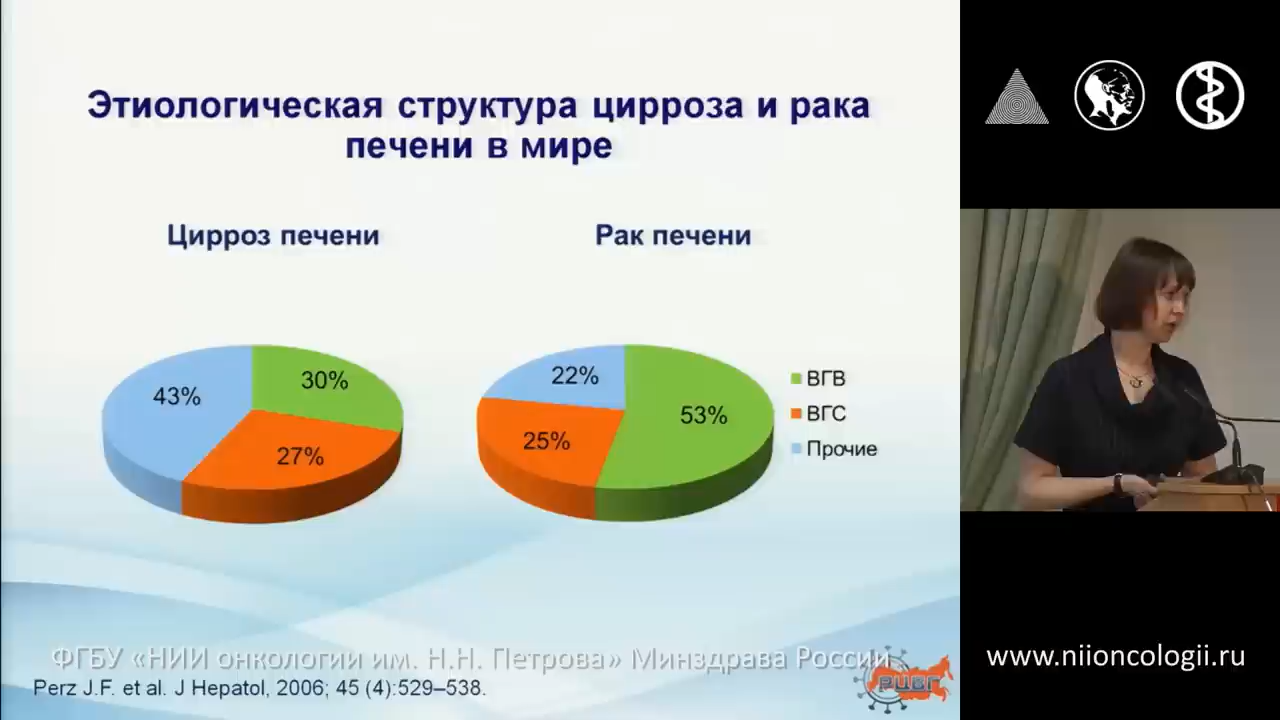 Этиологическая структура цирроза и рака
печени в мире
Цирроз печени
Рак печени
43%
30%
27%
22%
53%
25%
ВГВ
ВГС
Прочие
ФГБУ «НИИ онкологии им. Н.Н. Петрова» Минздрава России
Perz J.F. et al. J Hepatol, 2006; 45 (4):529–538.
РЦВГ
www.niioncologii.ru